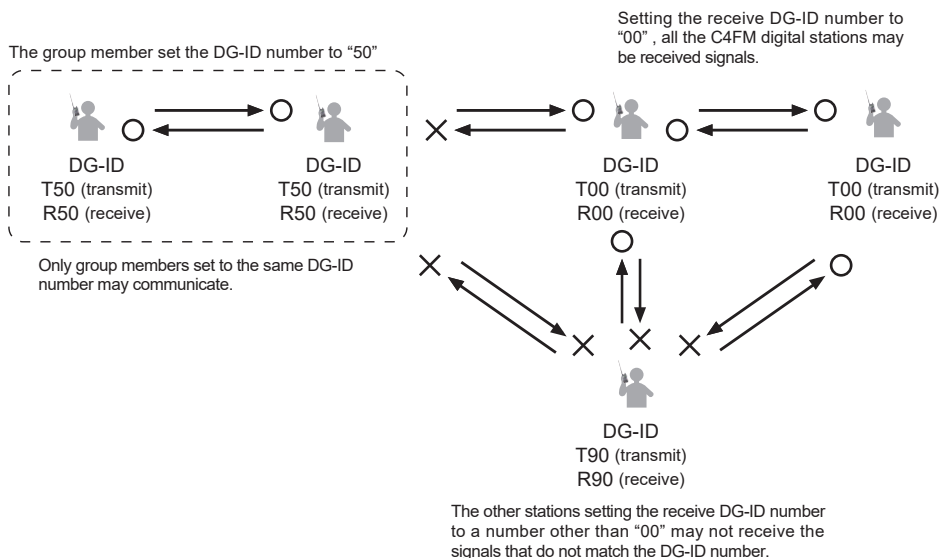 Setting the receive DG-ID number to
“00” , all the C4FM digital stations may
be received signals.
The group member set the DG-ID number to “50”
DG-ID
T50 (transmit)
R50 (receive)
DG-ID
T50 (transmit)
R50 (receive)
DG-ID
T00 (transmit)
R00 (receive)
DG-ID
T00 (transmit)
R00 (receive)
Only group members set to the same DG-ID
number may communicate.
DG-ID
T90 (transmit)
R90 (receive)
The other stations setting the receive DG-ID number
to a number other than “00” may not receive the
signals that do not match the DG-ID number.